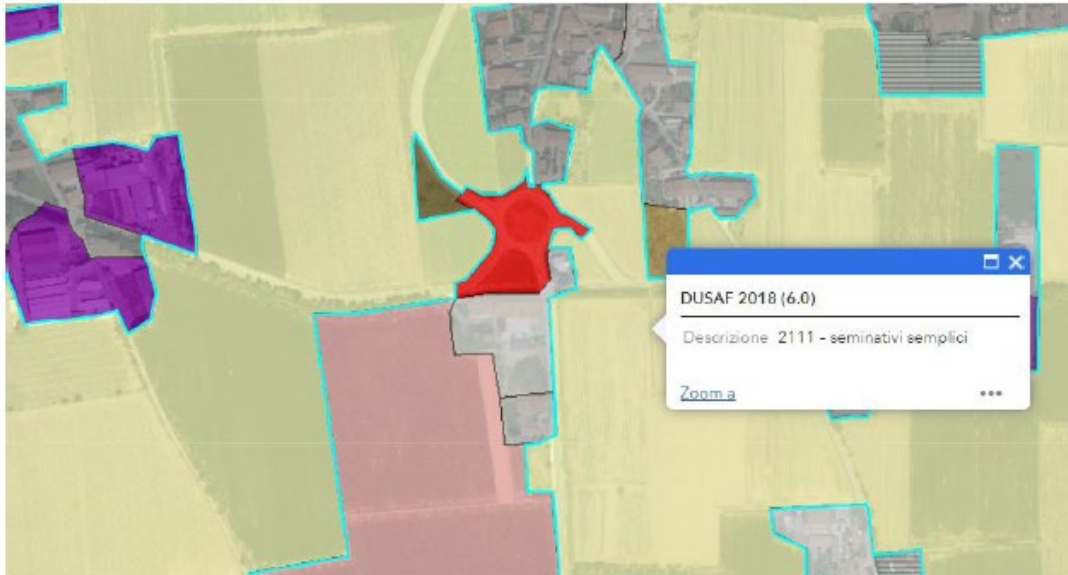 DUSAF 2018 (6.0)
Descrizione 2111 - seminativi semplici
Zoom a